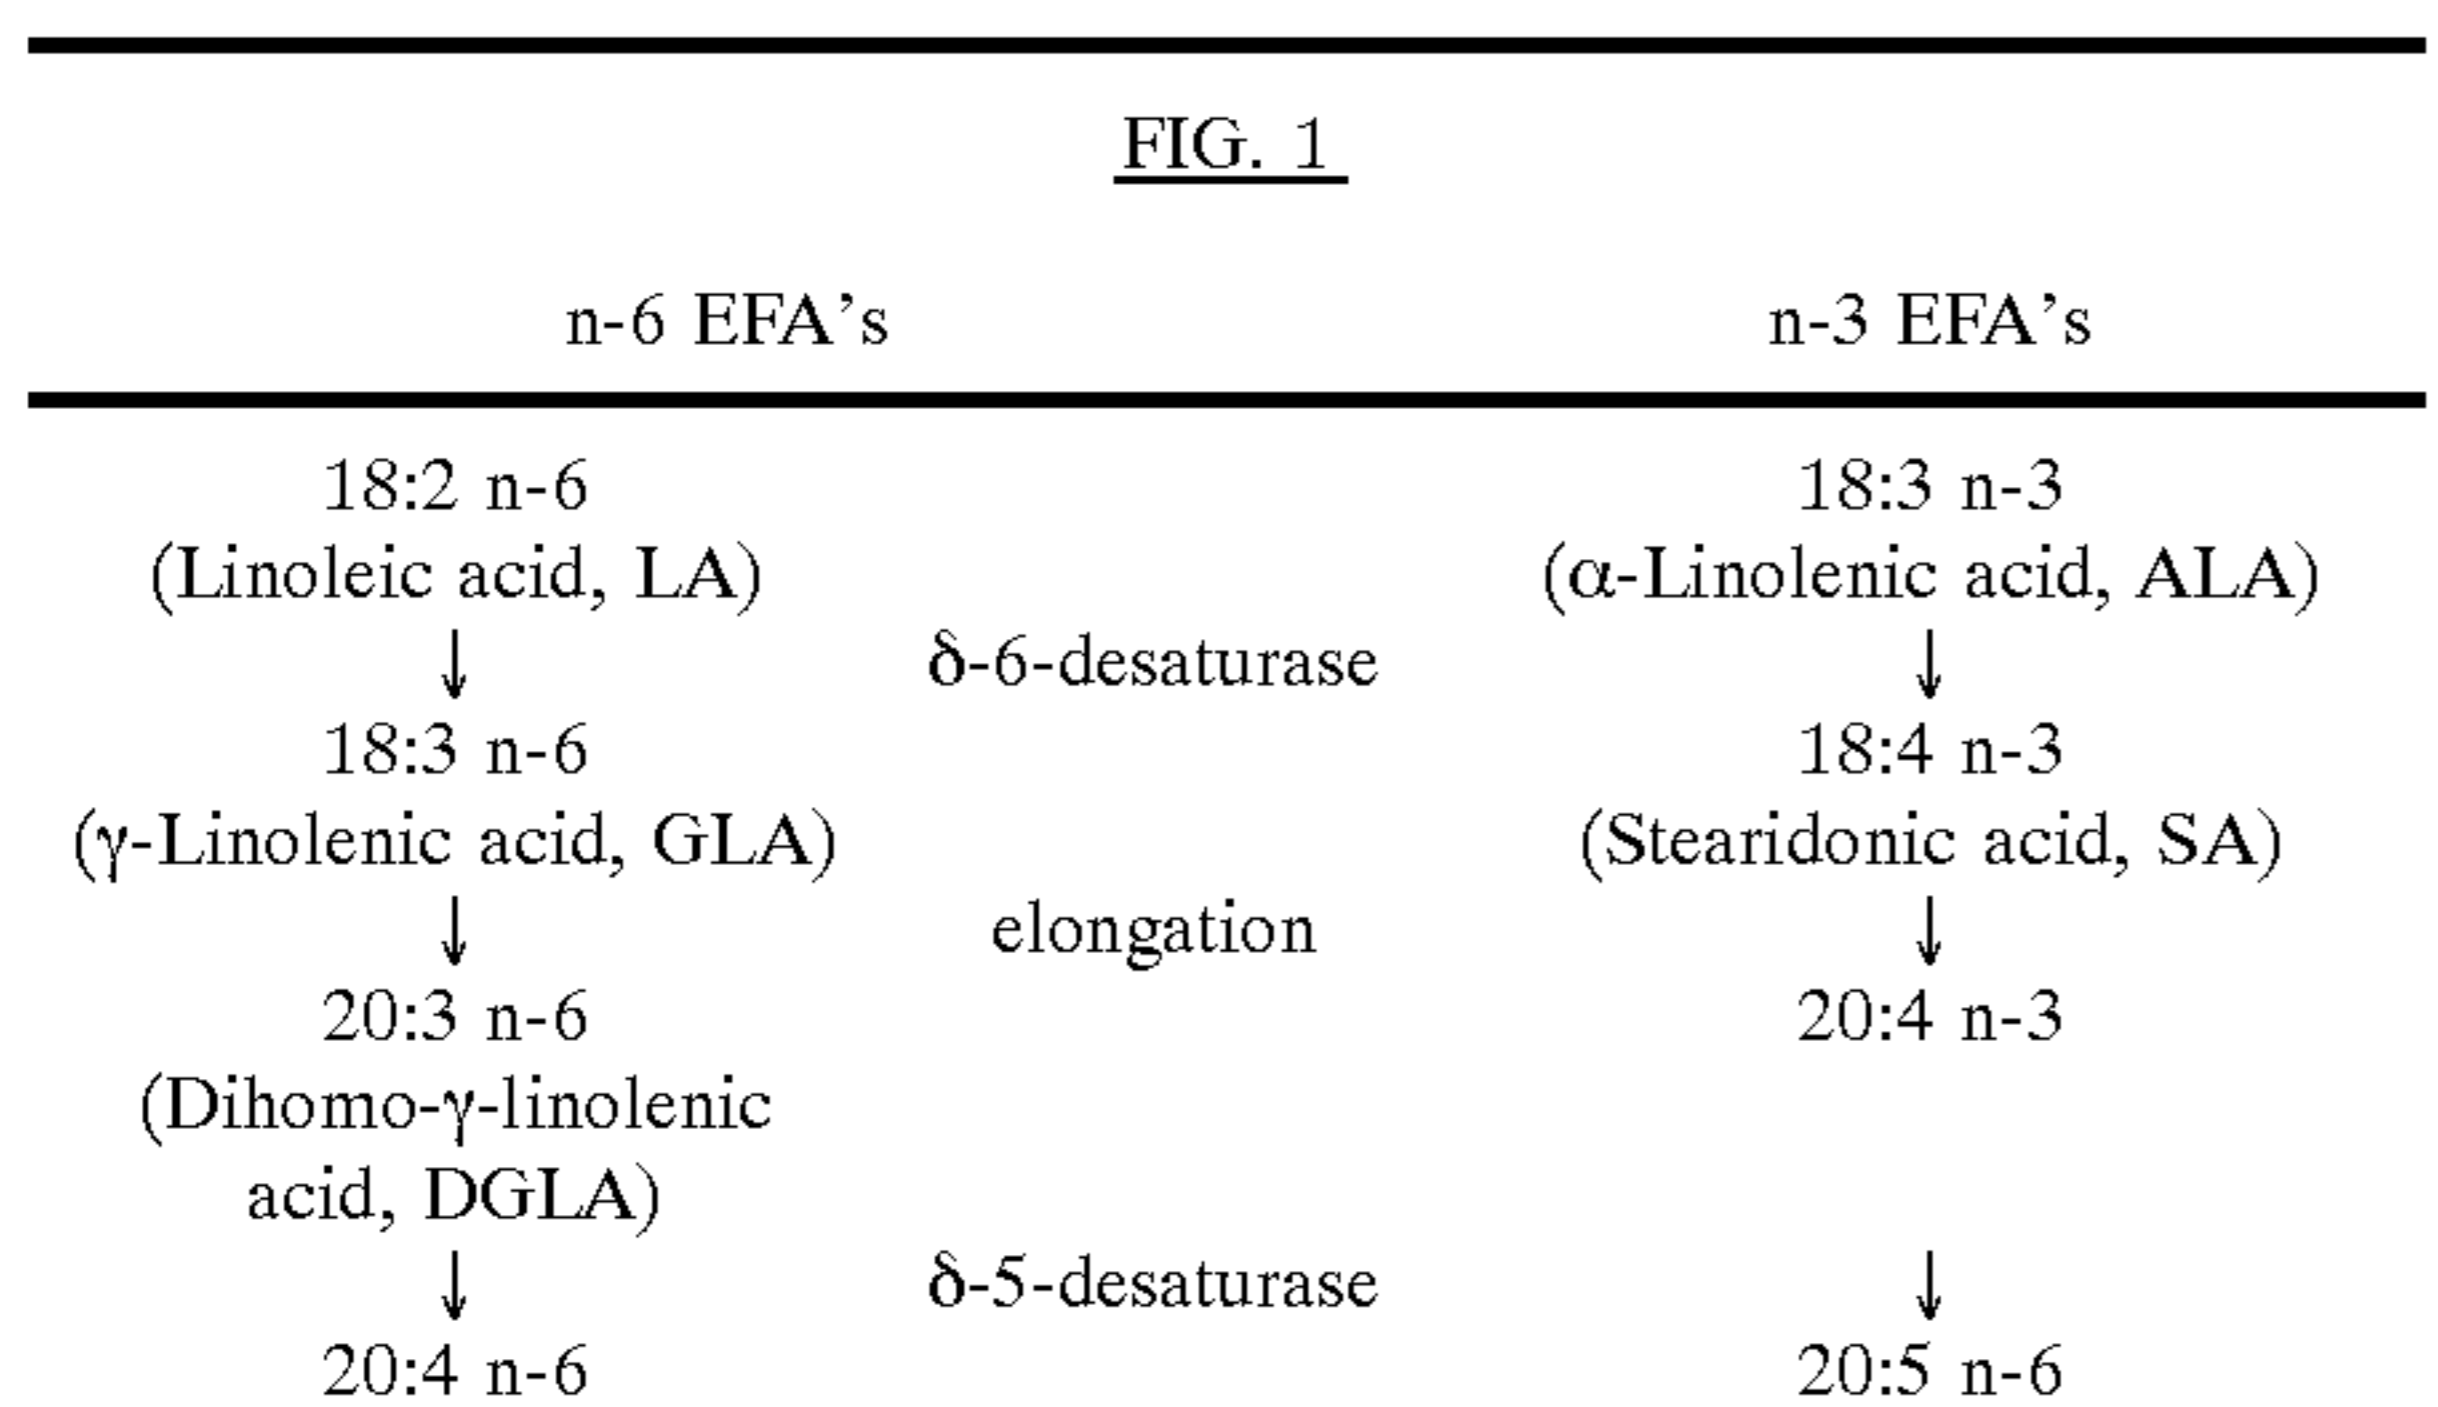 FIG. 1
n-6 EFA's n-3 EFA's
18:2 n-6 18:3 n-3
(Linoleic acid, LA) (α-Linolenic acid, ALA)
↓ δ-6-desaturase ↓
18:3 n-6 18:4 n-3
(γ-Linolenic acid, GLA) (Stearidonic acid, SA)
↓ elongation ↓
20:3 n-6 20:4 n-3
(Dihomo-γ-linolenic
acid, DGLA)
↓ δ-5-desaturase ↓
20:4 n-6 20:5 n-6